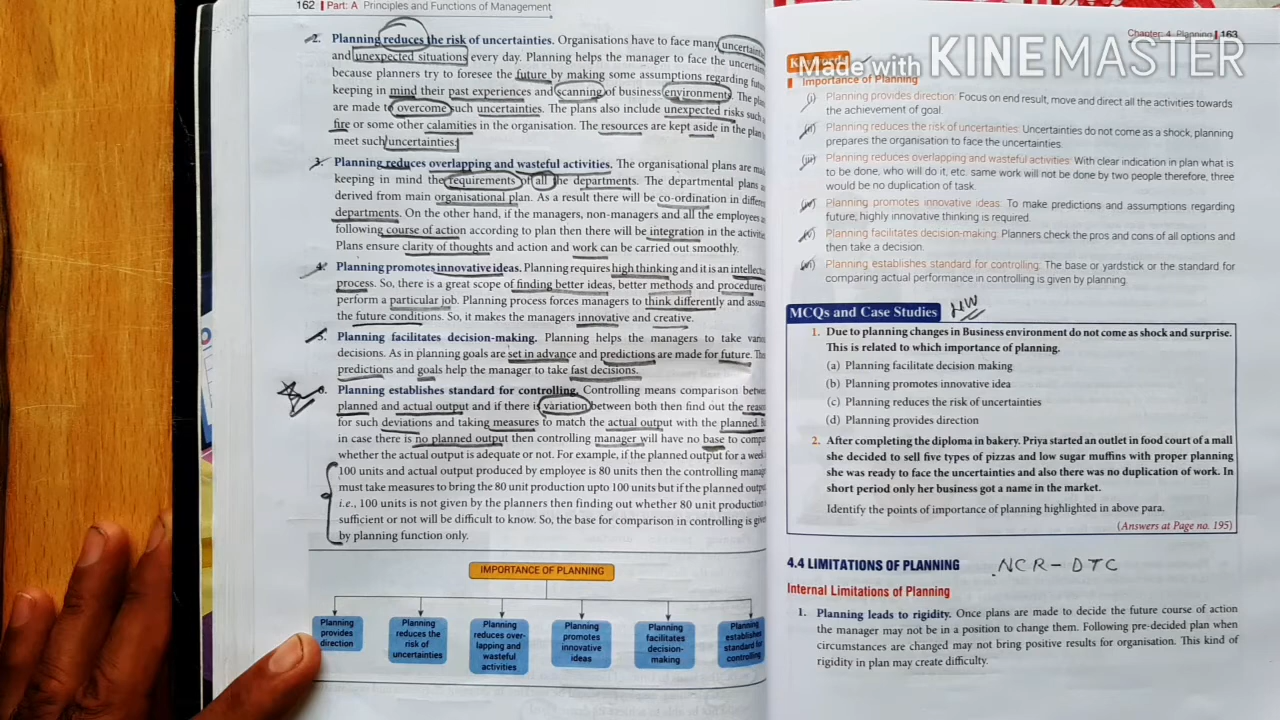 162 | Part: A Principles and Functions of Management
2. Planning reduces the risk of uncertainties. Organisations have to face many
and unexpected situations every day. Planning helps the manager to face the
because planners try to foresee the future by making some assumptions regarding
keeping in mind their past experiences and scanning of business environment. The
are made to overcome such uncertainties. The plans also include unexpected risks such
fire or some other calamities in the organisation. The resources are kept aside in the plan
meet such uncertainties.
3. Planning reduces overlapping and wasteful activities. The organisational plans are
keeping in mind the requirements of all the departments. The departmental plans
derived from main organisational plan. As a result there will be co-ordination in
departments. On the other hand, if the managers, non-managers and all the employees
following course of action according to plan then there will be integration in the
Plans ensure clarity of thoughts and action and work can be carried out smoothly.
4. Planning promotes innovative ideas. Planning requires high thinking and it is an
process. So, there is a great scope of finding better ideas, better methods and procedures
perform a particular job. Planning process forces managers to think differently and
the future conditions. So, it makes the managers innovative and creative.
5. Planning facilitates decision-making. Planning helps the managers to take
decisions. As in planning goals are set in advance and predictions are made for future.
predictions and goals help the manager to take fast decisions.
6. Planning establishes standard for controlling. Controlling means comparison
planned and actual output and if there is variation between both then find out the
for such deviations and taking measures to match the actual output with the planned.
in case there is no planned output then controlling manager will have no base to
whether the actual output is adequate or not. For example, if the planned output for a
100 units and actual output produced by employee is 80 units then the controlling
must take measures to bring the 80 unit production upto 100 units but if the planned
i.e., 100 units is not given by the planners then finding out whether 80 unit production
sufficient or not will be difficult to know. So, the base for comparison in controlling is
by planning function only.
IMPORTANCE OF PLANNING
Planning provides direction
Planning reduces the risk of uncertainties
Planning reduces over-lapping and wasteful activities
Planning promotes innovative ideas
Planning facilitates decision-making
Planning establishes standard for controlling
Chapter: 4 Planning | 163
Made with KINEMASTER
Importance of Planning
(i) Planning provides direction: Focus on end result, move and direct all the activities towards
the achievement of goal.
(ii) Planning reduces the risk of uncertainties: Uncertainties do not come as a shock, planning
prepares the organisation to face the uncertainties.
(iii) Planning reduces overlapping and wasteful activities: With clear indication in plan what is
to be done, who will do it, etc. same work will not be done by two people therefore, three
would be no duplication of task.
(iv) Planning promotes innovative ideas: To make predictions and assumptions regarding
future, highly innovative thinking is required.
(v) Planning facilitates decision-making: Planners check the pros and cons of all options and
then take a decision.
(vi) Planning establishes standard for controlling: The base or yardstick or the standard for
comparing actual performance in controlling is given by planning.
MCQs and Case Studies HW
1. Due to planning changes in Business environment do not come as shock and surprise.
This is related to which importance of planning.
(a) Planning facilitate decision making
(b) Planning promotes innovative idea
(c) Planning reduces the risk of uncertainties
(d) Planning provides direction
2. After completing the diploma in bakery. Priya started an outlet in food court of a mall
she decided to sell five types of pizzas and low sugar muffins with proper planning
she was ready to face the uncertainties and also there was no duplication of work. In
short period only her business got a name in the market.
Identify the points of importance of planning highlighted in above para.
(Answers at Page no. 195)
4.4 LIMITATIONS OF PLANNING NCR - DTC
Internal Limitations of Planning
1. Planning leads to rigidity. Once plans are made to decide the future course of action
the manager may not be in a position to change them. Following pre-decided plan when
circumstances are changed may not bring positive results for organisation. This kind of
rigidity in plan may create difficulty.